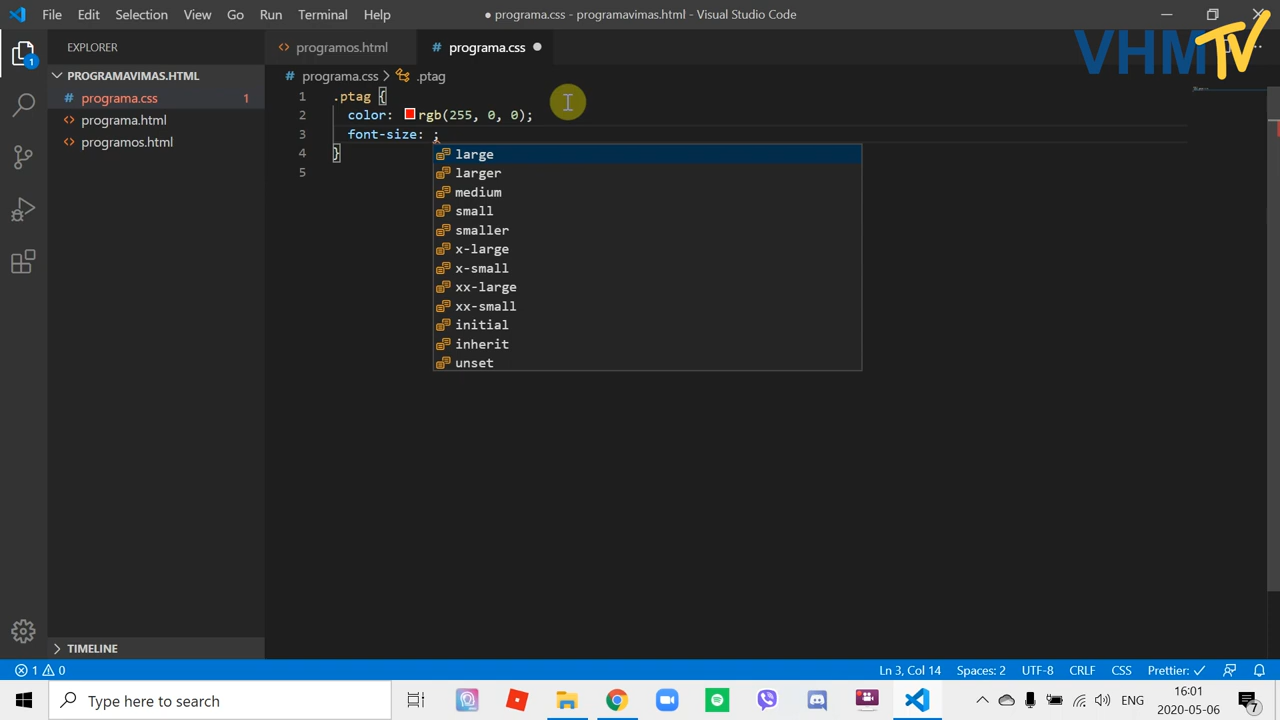 File Edit Selection View Go Run Terminal Help
● programa.css - programavimas.html - Visual Studio Code
VHMTV
EXPLORER
programos.html
programa.css
PROGRAMAVIMAS.HTML
programa.css 1
programa.html
programos.html
programa.css > .ptag
1 .ptag {
2 color: rgb(255, 0, 0);
3 font-size: ;
4 }
5
large
larger
medium
small
smaller
x-large
x-small
xx-large
xx-small
initial
inherit
unset
1
TIMELINE
1 0
Ln 3, Col 14 Spaces: 2 UTF-8 CRLF CSS Prettier: ✓
Type here to search
ENG
16:01
2020-05-06
7